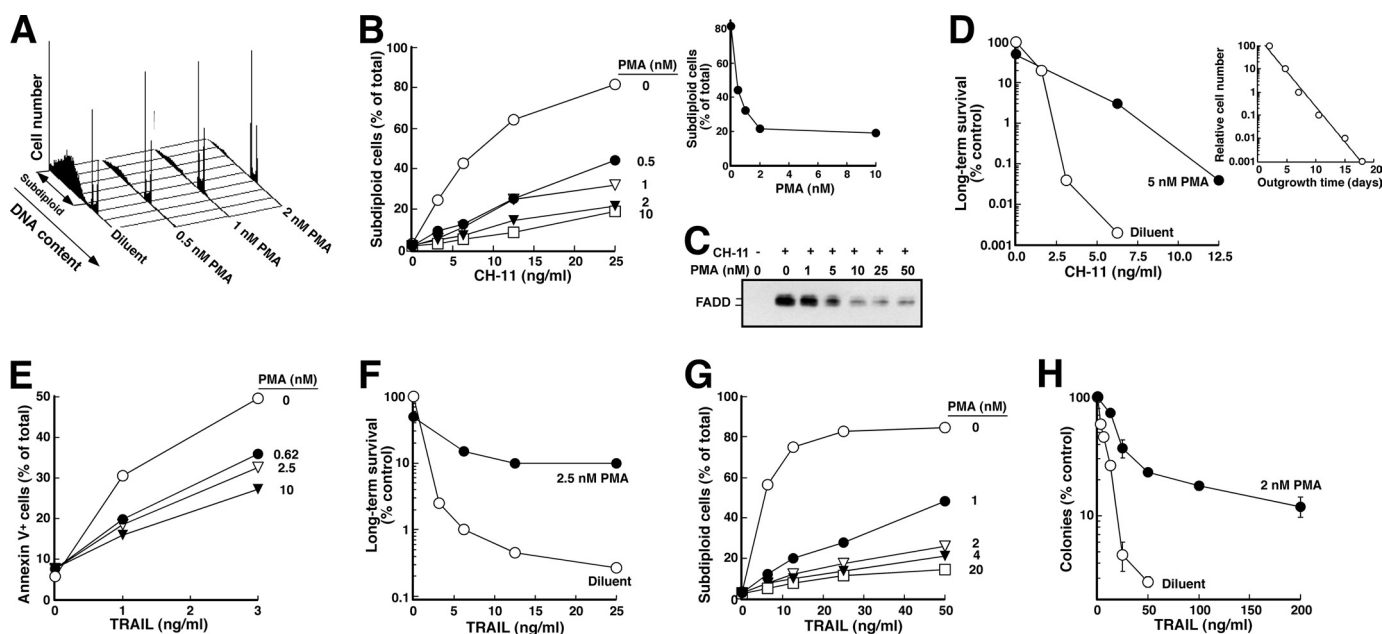 A
Cell number
Subdiploid
DNA content
Diluent
0.5 nM PMA
1 nM PMA
2 nM PMA
B
Subdiploid cells (% of total)
100
80
60
40
20
0
0
5
10
15
20
25
CH-11 (ng/ml)
PMA (nM)
0
0.5
1
2
10
Subdiploid cells
(% of total)
80
60
40
20
0
0
2
4
6
8
10
PMA (nM)
C
CH-11 - + + + + + +
PMA (nM) 0 0 1 5 10 25 50
FADD
D
Long-term survival
(% control)
100
10
1
0.1
0.01
0.001
0.0
2.5
5.0
7.5
10.0
12.5
CH-11 (ng/ml)
5 nM PMA
Diluent
Relative cell number
100
10
1
0.1
0.01
0.001
0
5
10
15
20
Outgrowth time (days)
E
Annexin V+ cells (% of total)
50
40
30
20
10
0
0
1
2
3
TRAIL (ng/ml)
PMA (nM)
0
0.62
2.5
10
F
Long-term survival
(% control)
100
10
1
0.1
0
5
10
15
20
25
TRAIL (ng/ml)
2.5 nM PMA
Diluent
G
Subdiploid cells (% of total)
100
80
60
40
20
0
0
10
20
30
40
50
TRAIL (ng/ml)
PMA (nM)
0
1
2
4
20
H
Colonies (% control)
100
10
0
50
100
150
200
TRAIL (ng/ml)
2 nM PMA
Diluent